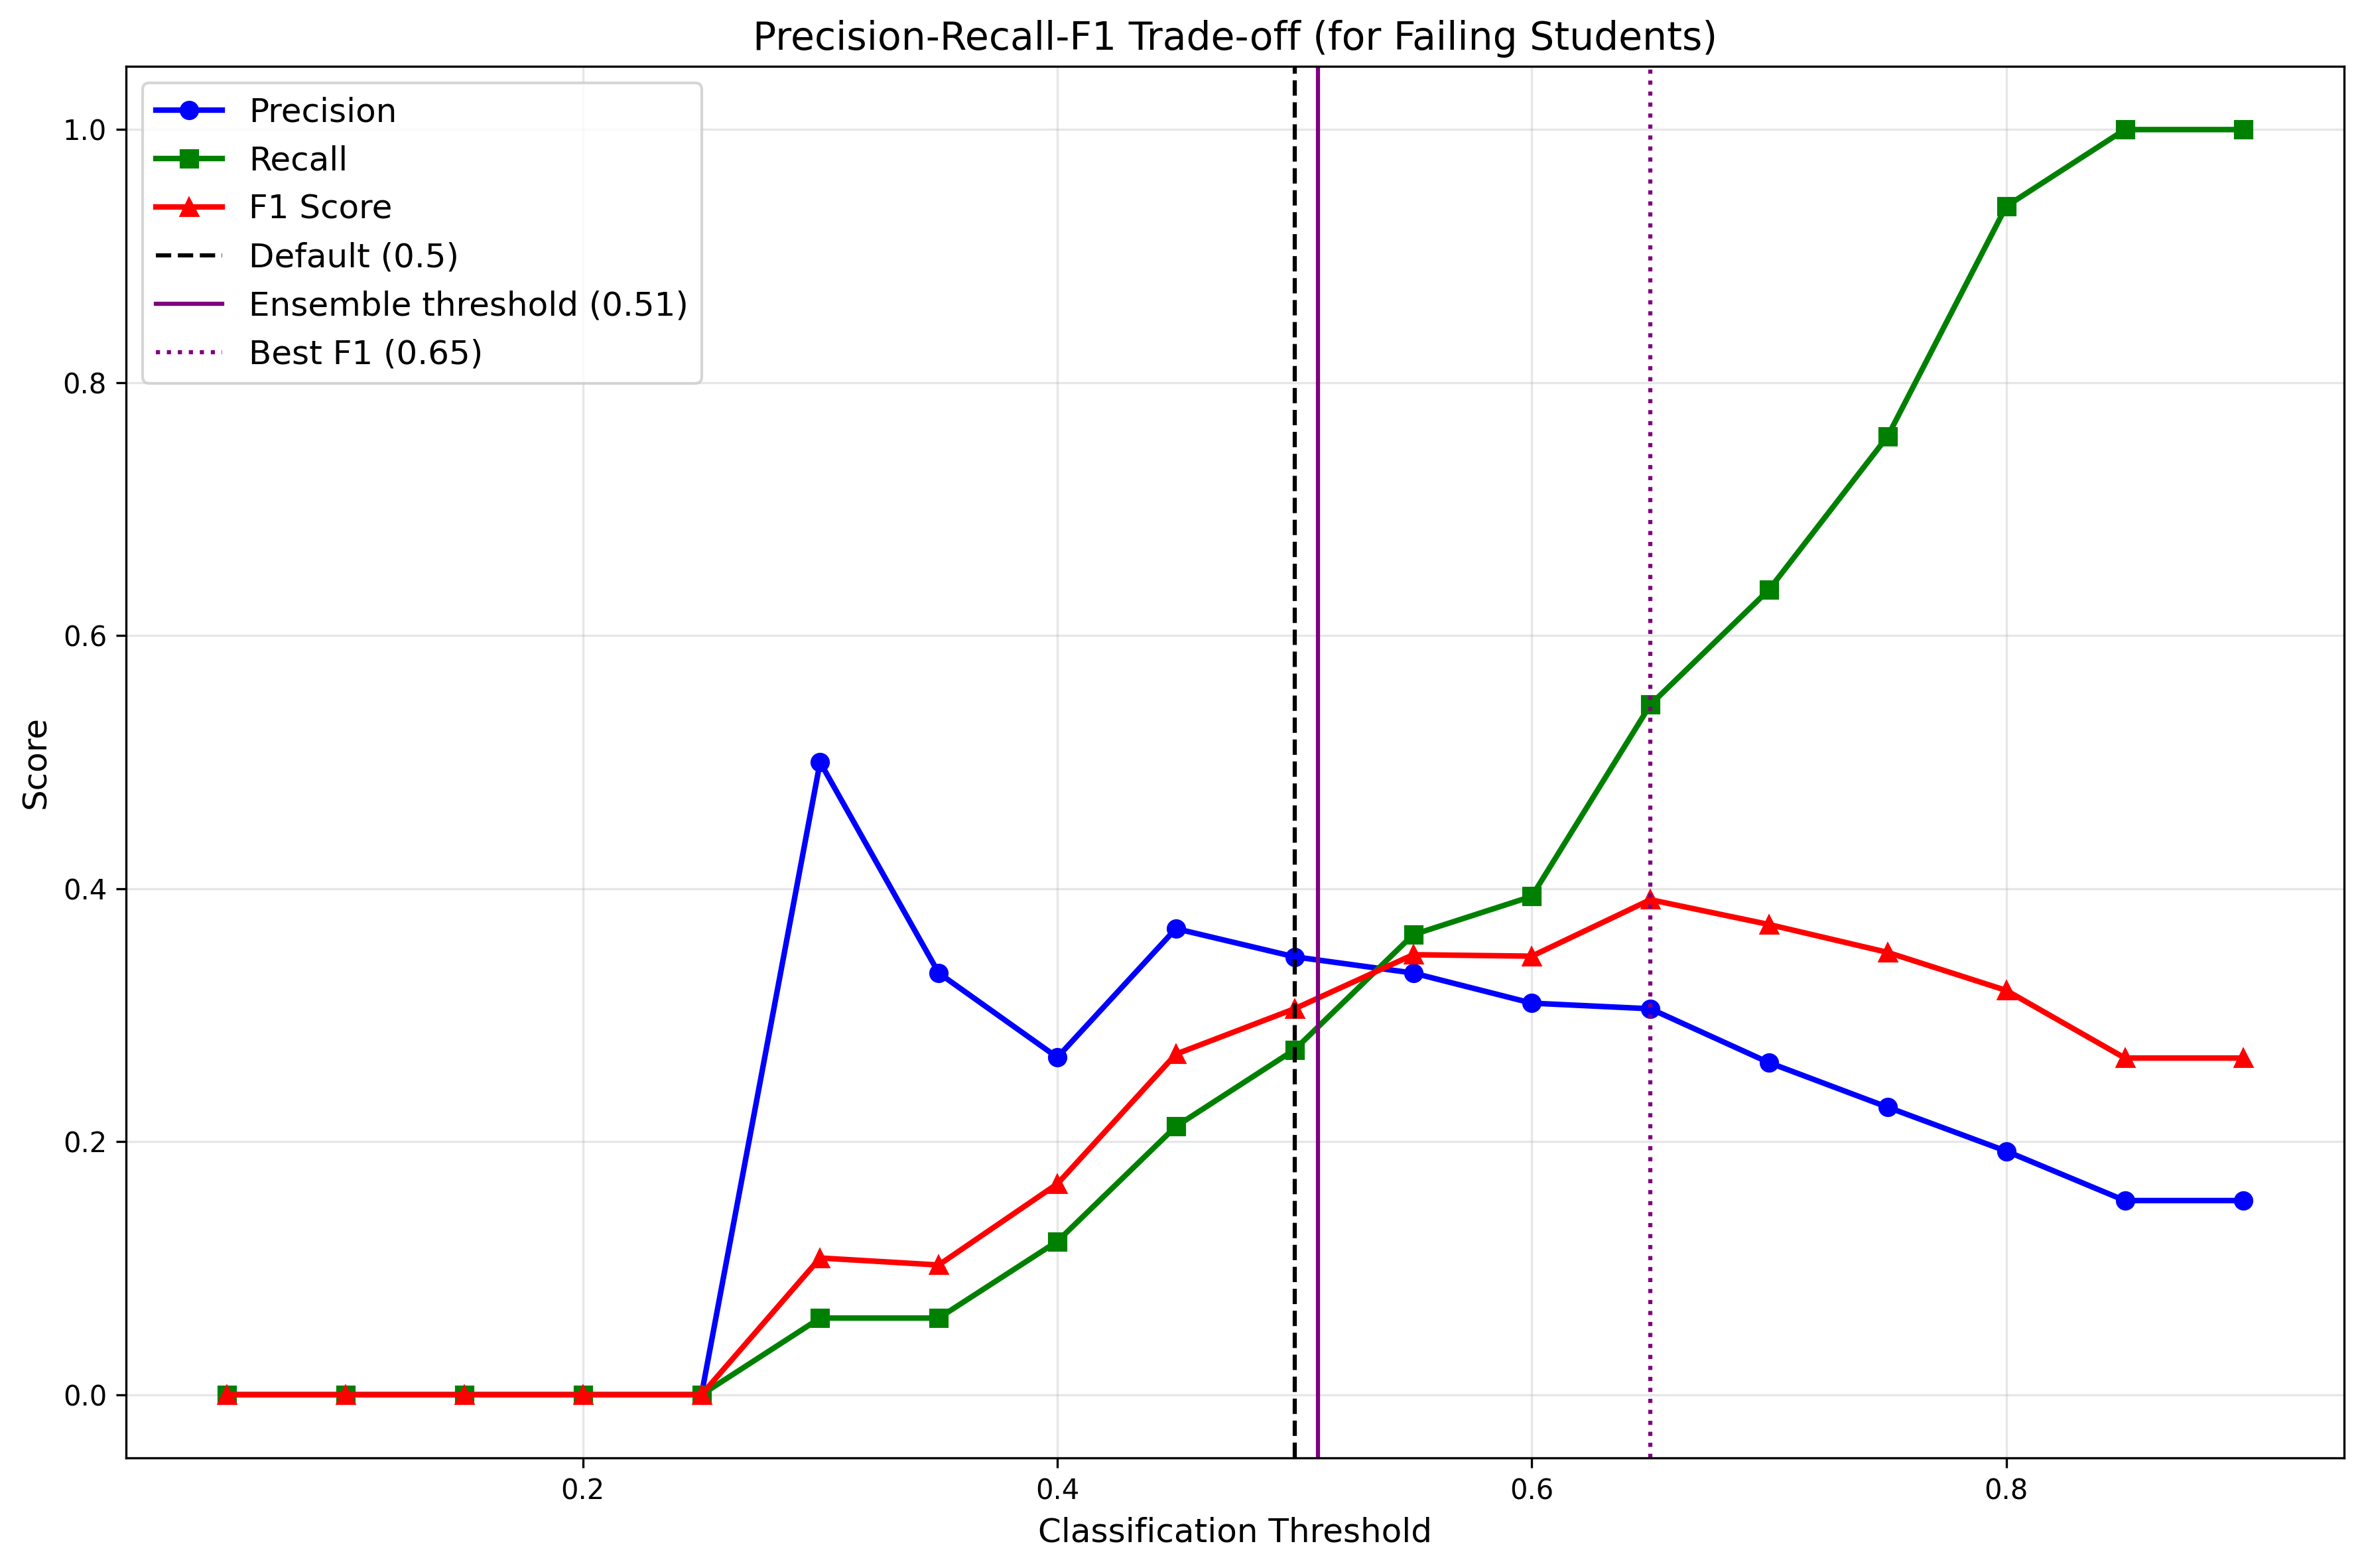 Precision-Recall-F1 Trade-off (for Failing Students)
Precision
Recall
F1 Score
Default (0.5)
Ensemble threshold (0.51)
Best F1 (0.65)
1.0
0.8
0.6
0.4
0.2
0.0
Score
0.2
0.4
0.6
0.8
Classification Threshold